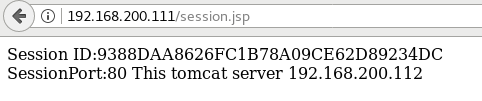 192.168.200.111/session.jsp
Session ID:9388DAA8626FC1B78A09CE62D89234DC
SessionPort:80 This tomcat server 192.168.200.112